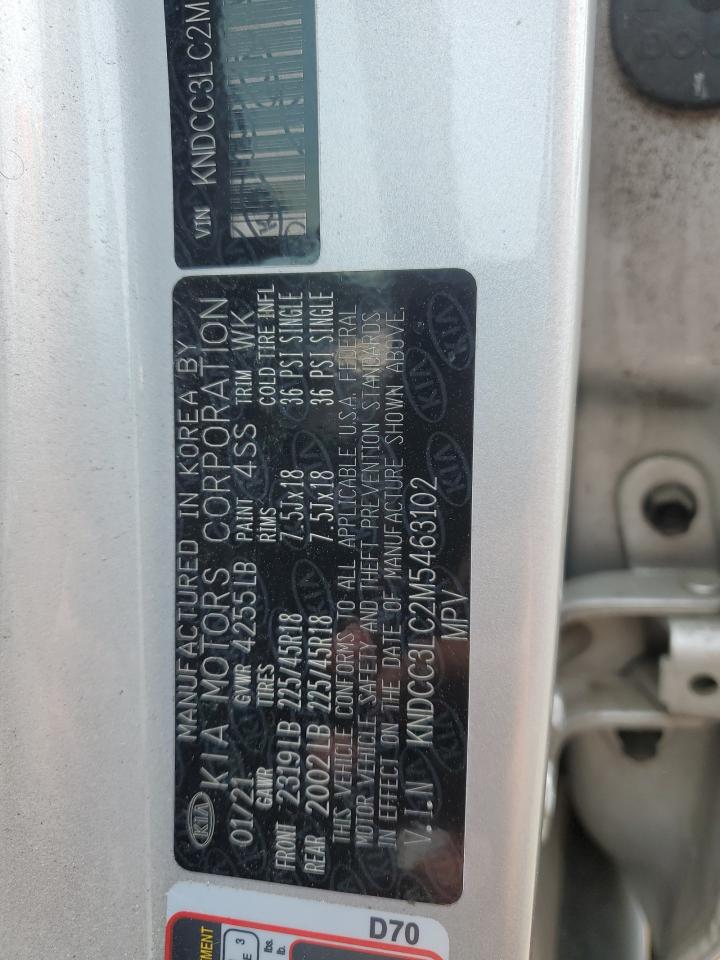 VIN KNDCC3LC2M
MANUFACTURED IN KOREA BY
KIA KIA MOTORS CORPORATION
01/21 GVWR 4255LB PAINT 4SS TRIM WK
GAWR TIRES RIMS COLD TIRE INFL
FRONT 2319LB 225/45R18 7.5Jx18 36 PSI SINGLE
REAR 2002LB 225/45R18 7.5Jx18 36 PSI SINGLE
THIS VEHICLE CONFORMS TO ALL APPLICABLE U.S.A. FEDERAL
MOTOR VEHICLE SAFETY AND THEFT PREVENTION STANDARDS
IN EFFECT ON THE DATE OF MANUFACTURE SHOWN ABOVE.
V.I.N KNDCC3LC2M5463102
MPV
D70